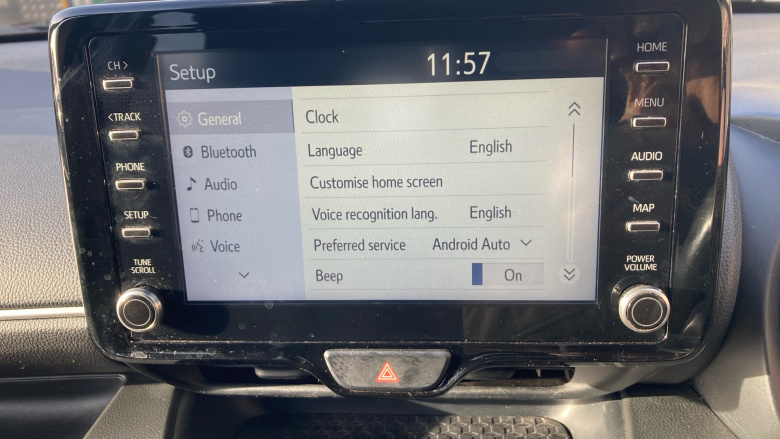 HOME
CH >
Setup 11:57
MENU
< TRACK
General
Clock
Bluetooth
Language English
AUDIO
PHONE
Audio
Customise home screen
MAP
SETUP
Phone
Voice recognition lang. English
Voice
Preferred service Android Auto
TUNE
SCROLL
POWER
VOLUME
Beep On